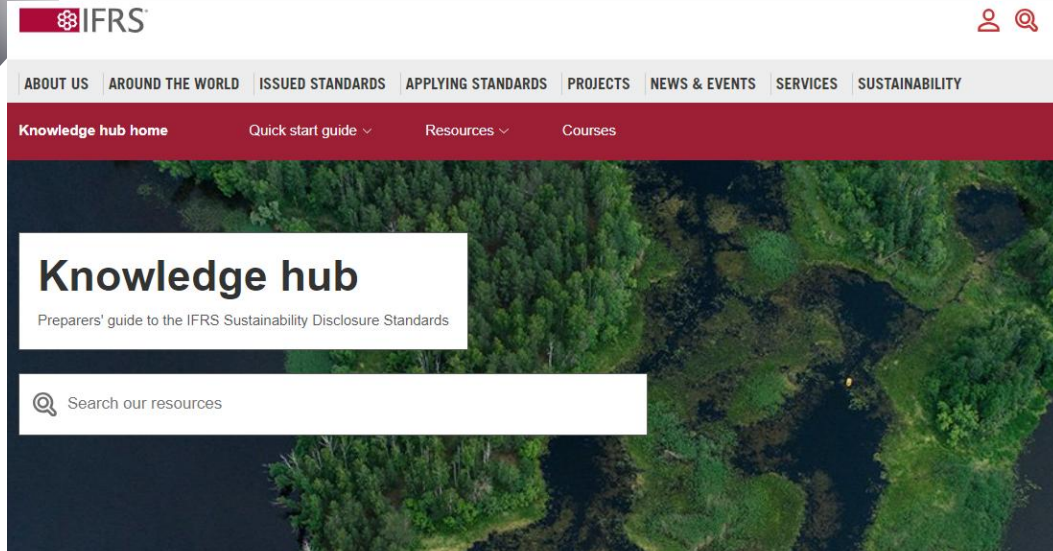 IFRS
ABOUT US AROUND THE WORLD ISSUED STANDARDS APPLYING STANDARDS PROJECTS NEWS & EVENTS SERVICES SUSTAINABILITY
Knowledge hub home Quick start guide Resources Courses
Knowledge hub
Preparers' guide to the IFRS Sustainability Disclosure Standards
Search our resources